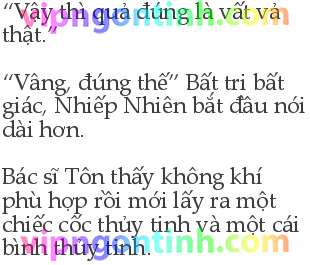 “Vậy thì quả đúng là vất vả
thật.”
“Vâng, đúng thế” Bất tri bất
giác, Nhiếp Nhiên bắt đầu nói
dài hơn.
Bác sĩ Tôn thấy không khí
phù hợp rồi mới lấy ra một
chiếc cốc thủy tinh và một cái
bình thủy tinh.
vipngontinh.com
vipngontinh.com